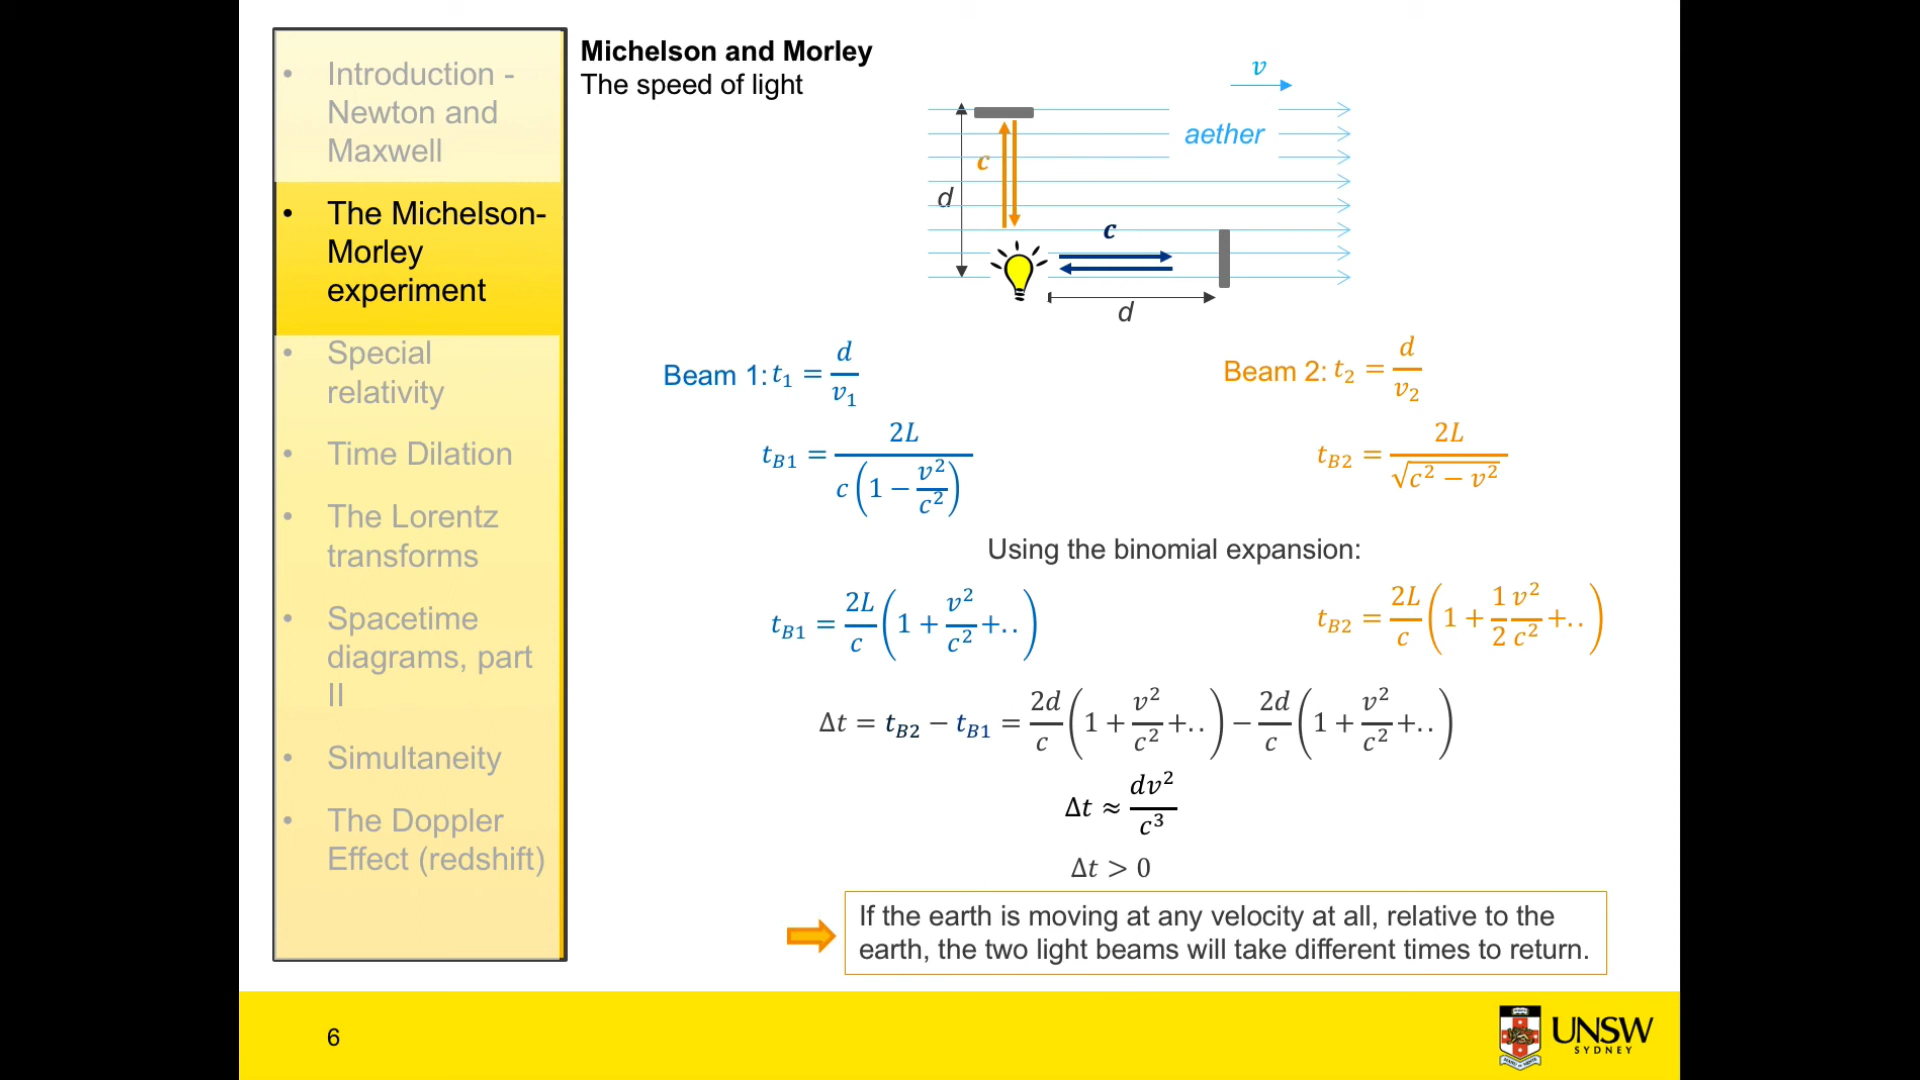 • Introduction -
Newton and
Maxwell
• The Michelson-
Morley
experiment
• Special
relativity
• Time Dilation
• The Lorentz
transforms
• Spacetime
diagrams, part
II
• Simultaneity
• The Doppler
Effect (redshift)
Michelson and Morley
The speed of light
v
aether
c
d
c
d
Beam 1: t₁ = d/v₁
Beam 2: t₂ = d/v₂
t_B1 = 2L/(c(1 − v²/c²))
t_B2 = 2L/√(c² − v²)
Using the binomial expansion:
t_B1 = 2L/c (1 + v²/c² +..)
t_B2 = 2L/c (1 + 1/2 v²/c² +..)
Δt = t_B2 − t_B1 = 2d/c (1 + v²/c² +..) − 2d/c (1 + v²/c² +..)
Δt ≈ dv²/c³
Δt > 0
If the earth is moving at any velocity at all, relative to the
earth, the two light beams will take different times to return.
6
UNSW
SYDNEY